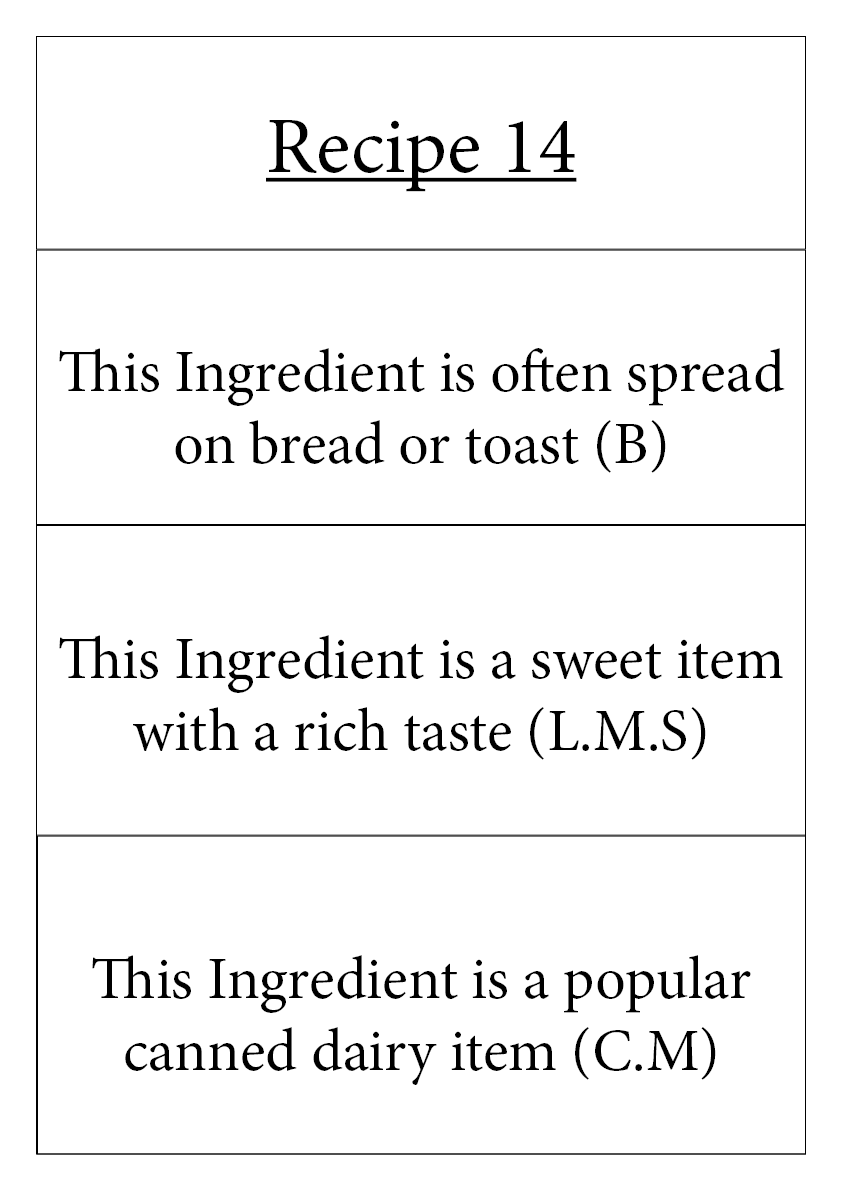 Recipe 14
This Ingredient is often spread
on bread or toast (B)
This Ingredient is a sweet item
with a rich taste (L.M.S)
This Ingredient is a popular
canned dairy item (C.M)